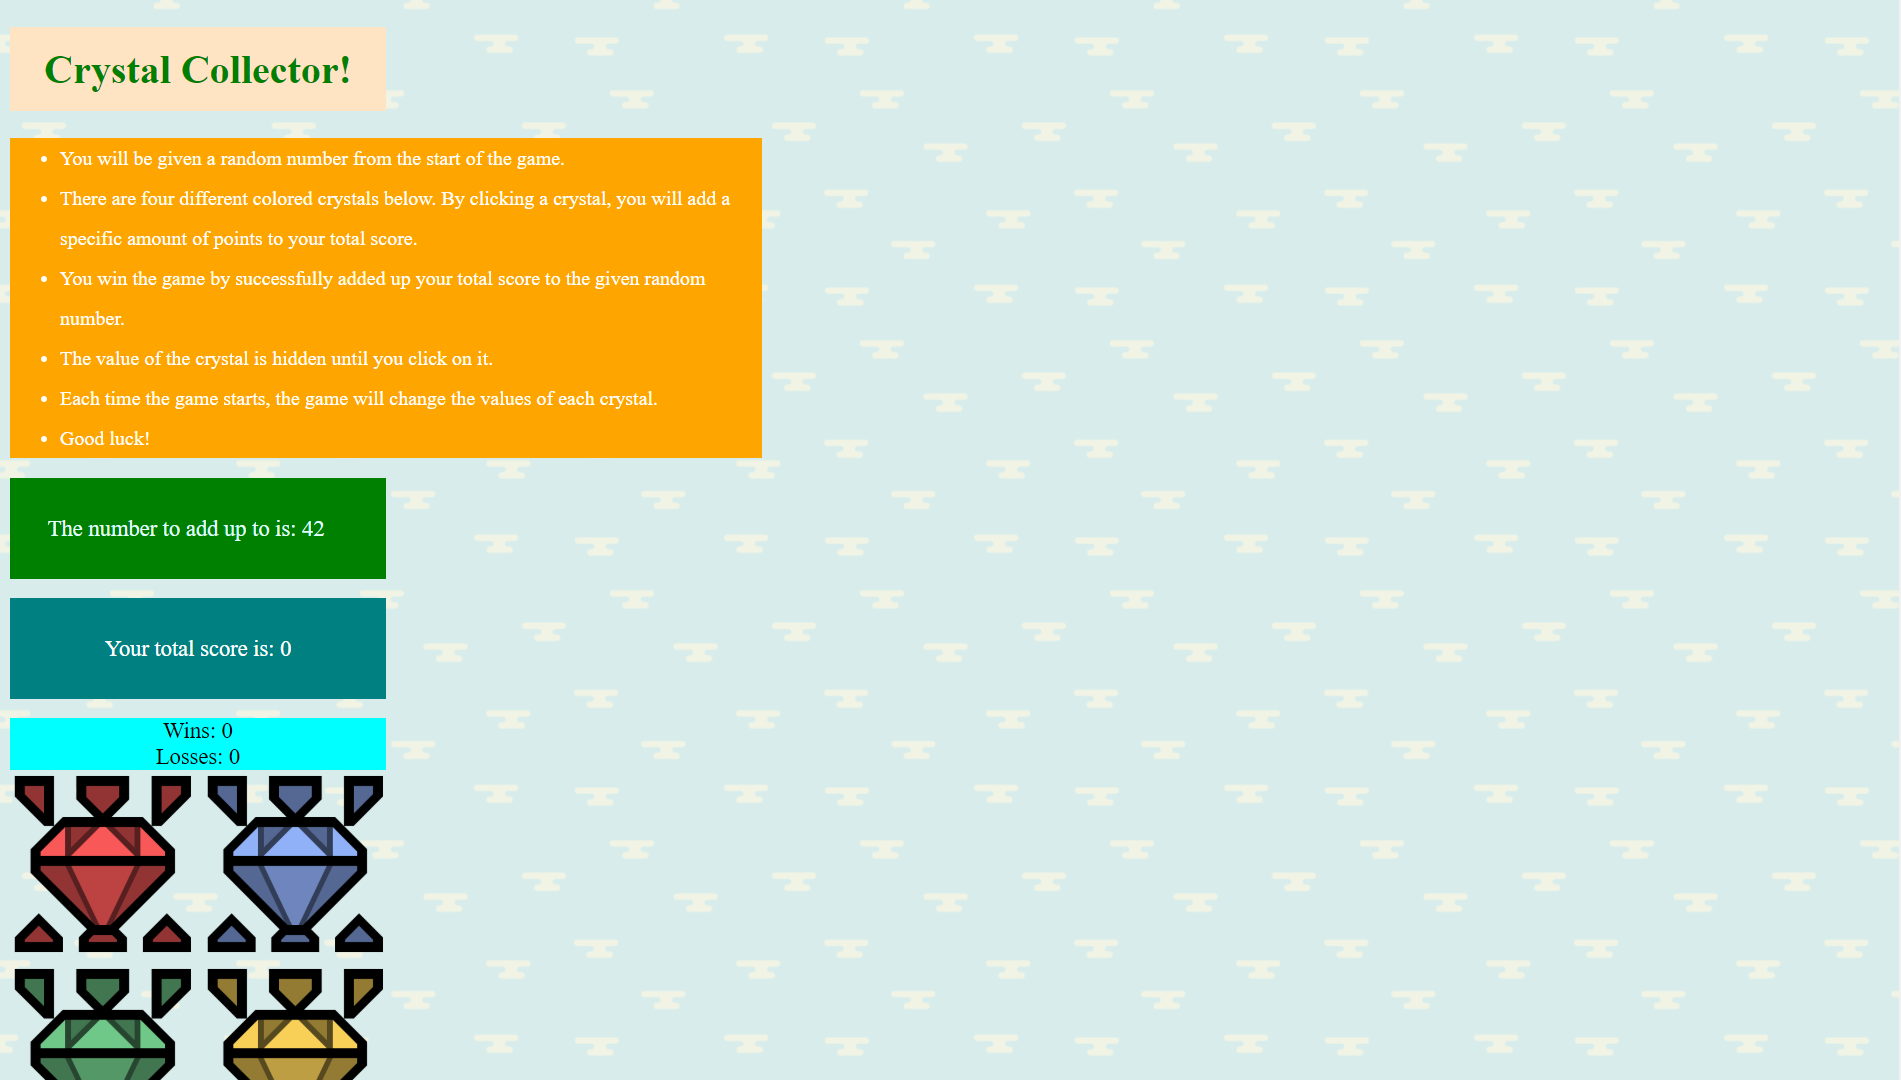 Crystal Collector!
• You will be given a random number from the start of the game.
• There are four different colored crystals below. By clicking a crystal, you will add a
specific amount of points to your total score.
• You win the game by successfully added up your total score to the given random
number.
• The value of the crystal is hidden until you click on it.
• Each time the game starts, the game will change the values of each crystal.
• Good luck!
The number to add up to is: 42
Your total score is: 0
Wins: 0
Losses: 0